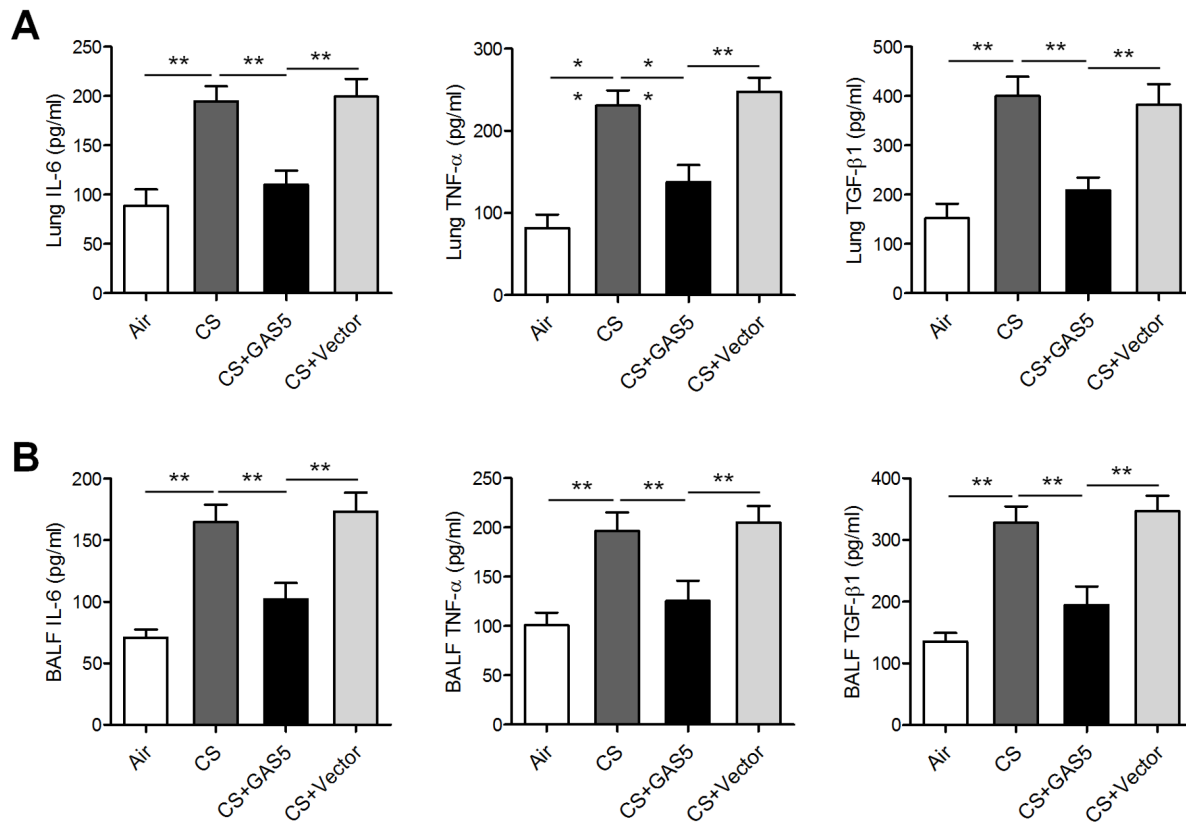 A
Lung IL-6 (pg/ml)
250
200
150
100
50
0
** ** **
Air
CS
CS+GAS5
CS+Vector
Lung TNF-α (pg/ml)
300
200
100
0
* * **
* *
Air
CS
CS+GAS5
CS+Vector
Lung TGF-β1 (pg/ml)
500
400
300
200
100
0
** ** **
Air
CS
CS+GAS5
CS+Vector
B
BALF IL-6 (pg/ml)
200
150
100
50
0
** ** **
Air
CS
CS+GAS5
CS+Vector
BALF TNF-α (pg/ml)
250
200
150
100
50
0
** ** **
Air
CS
CS+GAS5
CS+Vector
BALF TGF-β1 (pg/ml)
400
300
200
100
0
** ** **
Air
CS
CS+GAS5
CS+Vector